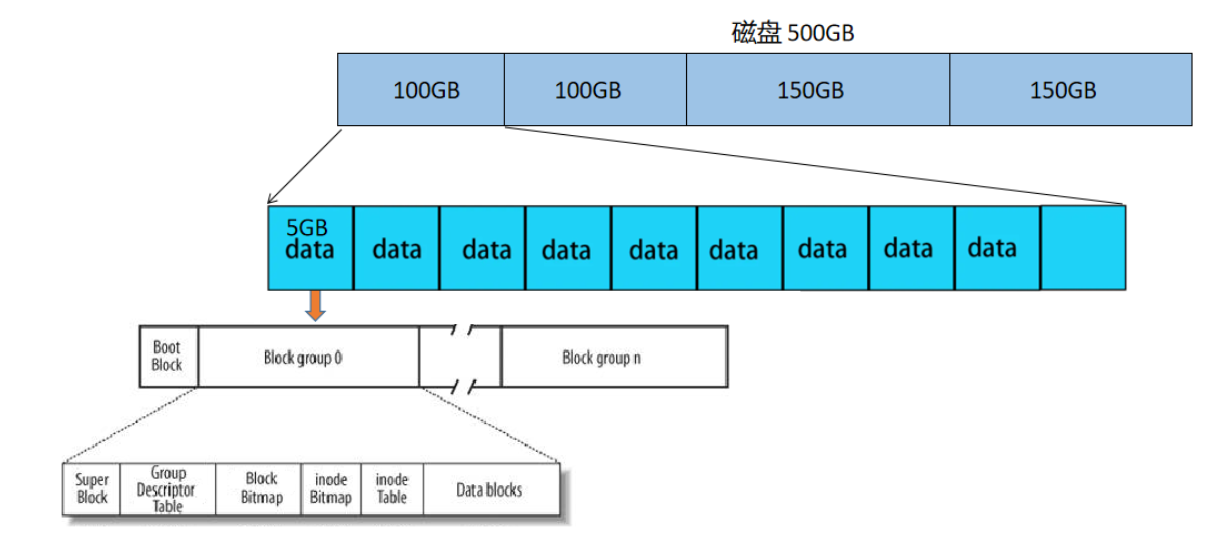 磁盘 500GB
100GB
100GB
150GB
150GB
5GB
data
data
data
data
data
data
data
data
data
Boot
Block
Block group 0
Block group n
Super
Block
Group
Descriptor
Table
Block
Bitmap
inode
Bitmap
inode
Table
Data blocks